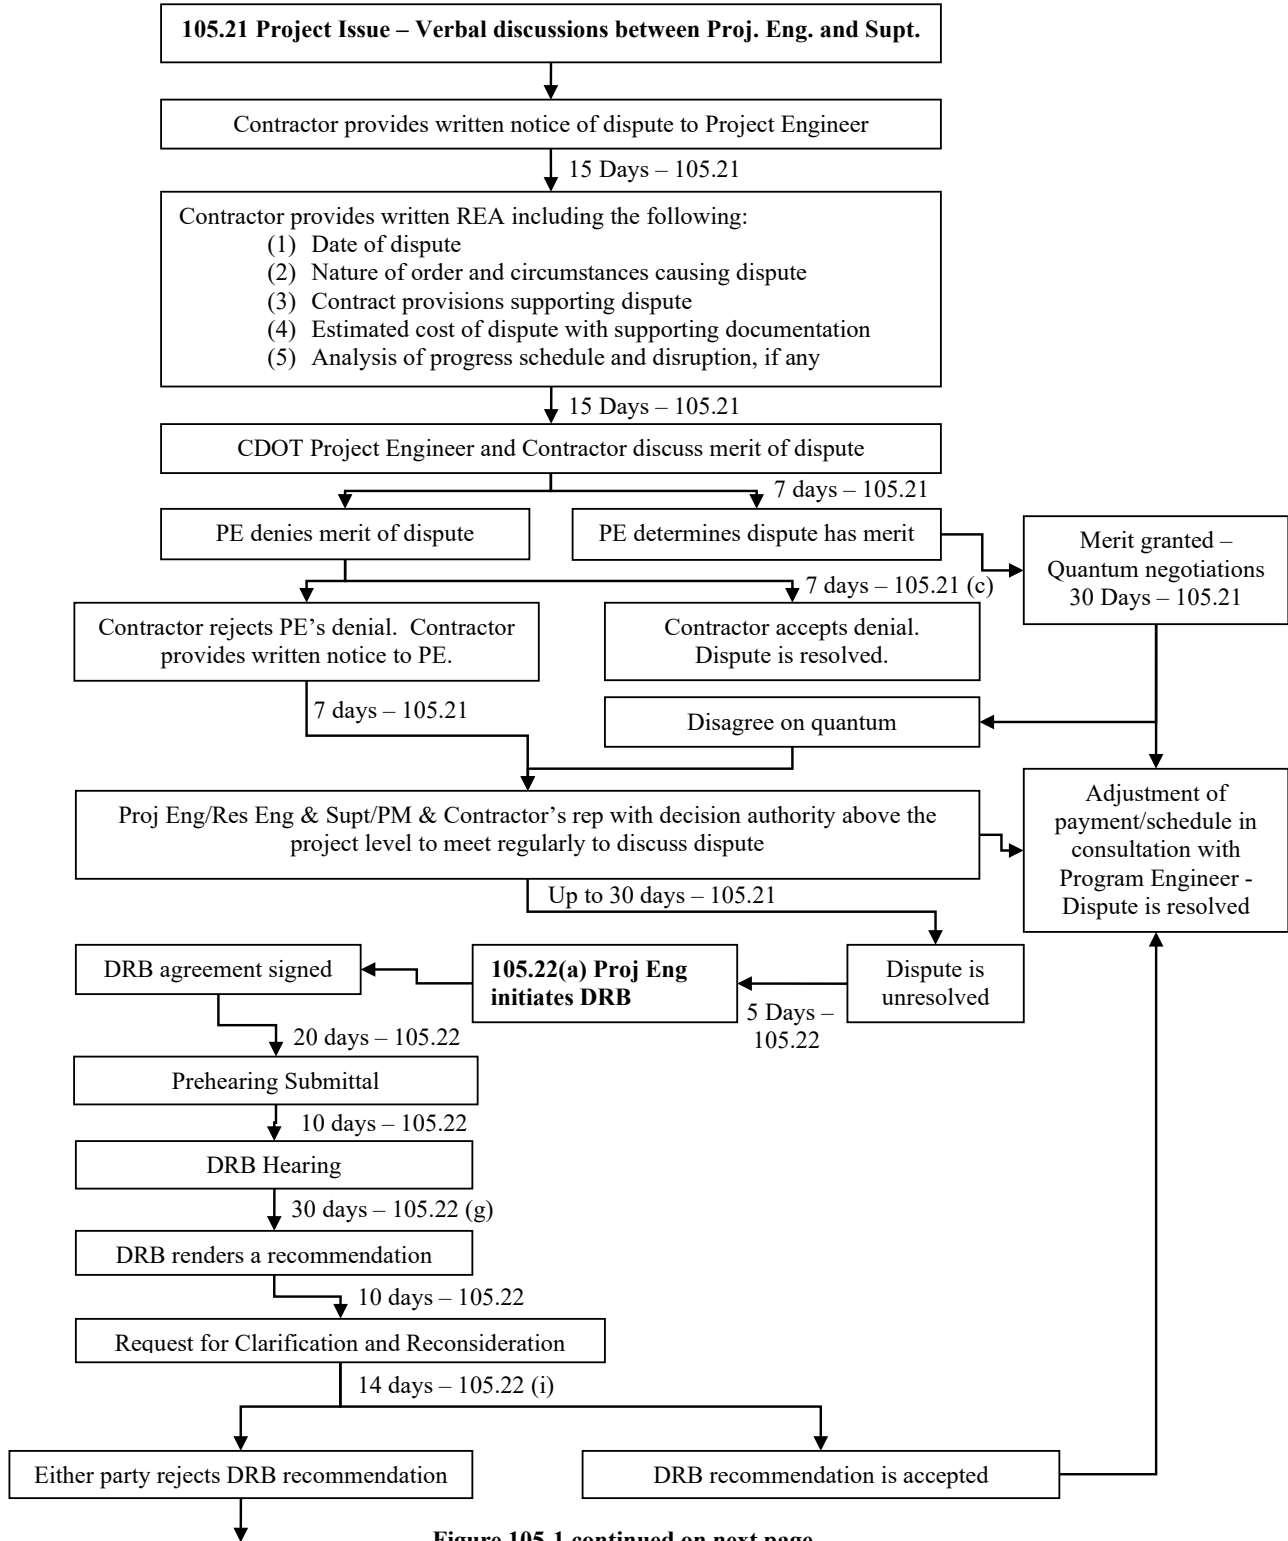 105.21 Project Issue – Verbal discussions between Proj. Eng. and Supt.
Contractor provides written notice of dispute to Project Engineer
15 Days – 105.21
Contractor provides written REA including the following:
(1) Date of dispute
(2) Nature of order and circumstances causing dispute
(3) Contract provisions supporting dispute
(4) Estimated cost of dispute with supporting documentation
(5) Analysis of progress schedule and disruption, if any
15 Days – 105.21
CDOT Project Engineer and Contractor discuss merit of dispute
7 days – 105.21
PE denies merit of dispute
PE determines dispute has merit
Merit granted –
Quantum negotiations
30 Days – 105.21
7 days – 105.21 (c)
Contractor rejects PE’s denial. Contractor
provides written notice to PE.
Contractor accepts denial.
Dispute is resolved.
7 days – 105.21
Disagree on quantum
Proj Eng/Res Eng & Supt/PM & Contractor’s rep with decision authority above the
project level to meet regularly to discuss dispute
Adjustment of
payment/schedule in
consultation with
Program Engineer -
Dispute is resolved
Up to 30 days – 105.21
DRB agreement signed
105.22(a) Proj Eng
initiates DRB
Dispute is
unresolved
5 Days –
105.22
20 days – 105.22
Prehearing Submittal
10 days – 105.22
DRB Hearing
30 days – 105.22 (g)
DRB renders a recommendation
10 days – 105.22
Request for Clarification and Reconsideration
14 days – 105.22 (i)
Either party rejects DRB recommendation
DRB recommendation is accepted
Figure 105-1 continued on next page